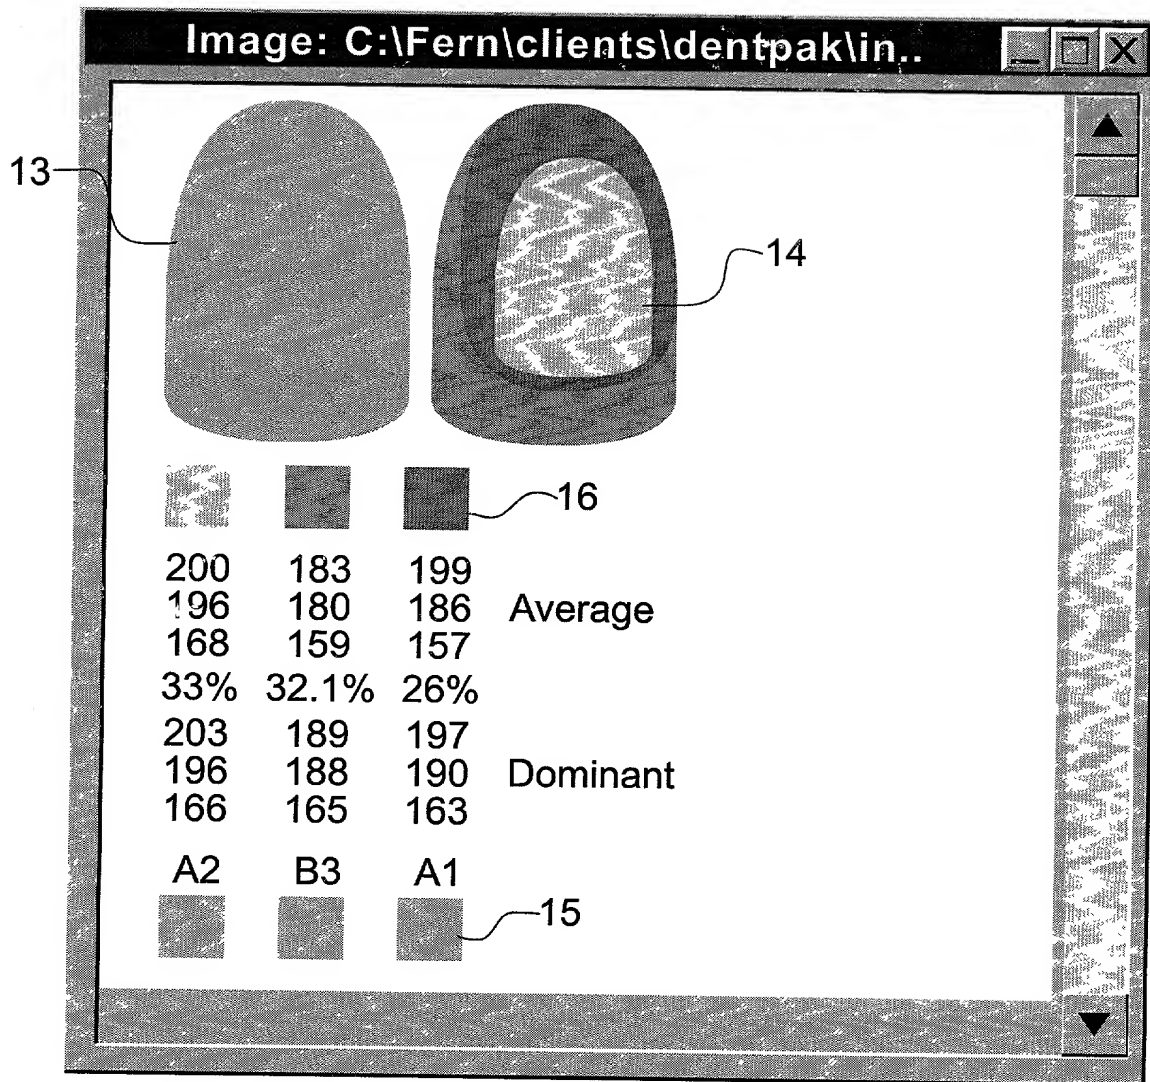 Image: C:\Fern\clients\dentpak\in..
13
14
16
200 183 199
196 180 186 Average
168 159 157
33% 32.1% 26%
203 189 197
196 188 190 Dominant
166 165 163
A2 B3 A1
15